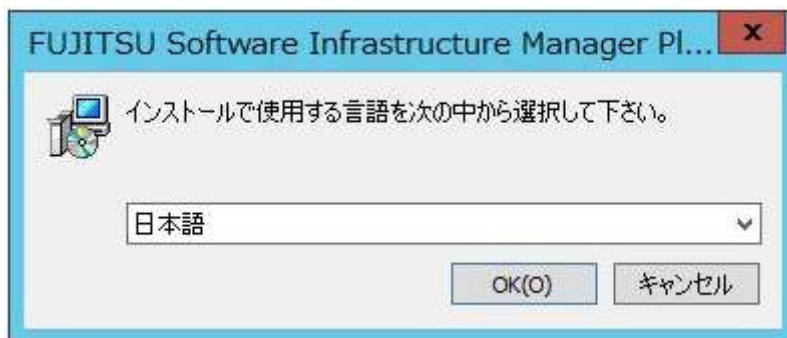 FUJITSU Software Infrastructure Manager Pl...
x
インストールで使用する言語を次の中から選択して下さい。
日本語
OK(O)
キャンセル